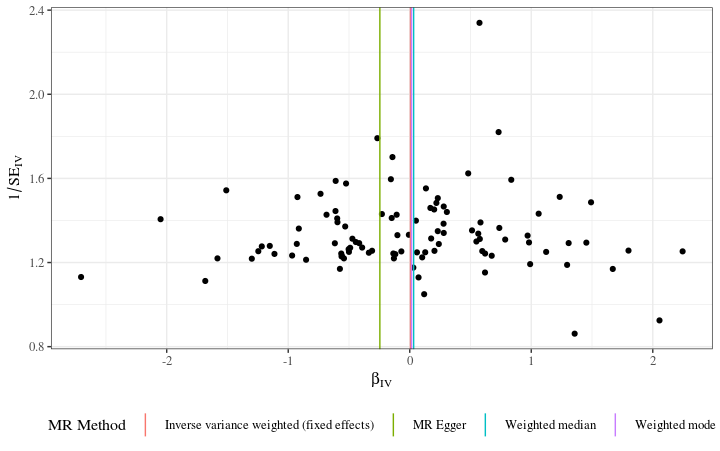 2.4
2.0
1.6
1.2
0.8
1/SE_IV
-2
-1
0
1
2
β_IV
MR Method
Inverse variance weighted (fixed effects)
MR Egger
Weighted median
Weighted mode